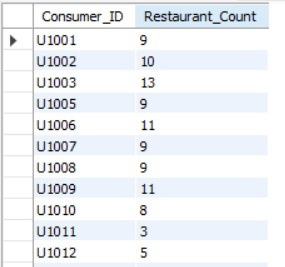 Consumer_ID Restaurant_Count
U1001 9
U1002 10
U1003 13
U1005 9
U1006 11
U1007 9
U1008 9
U1009 11
U1010 8
U1011 3
U1012 5